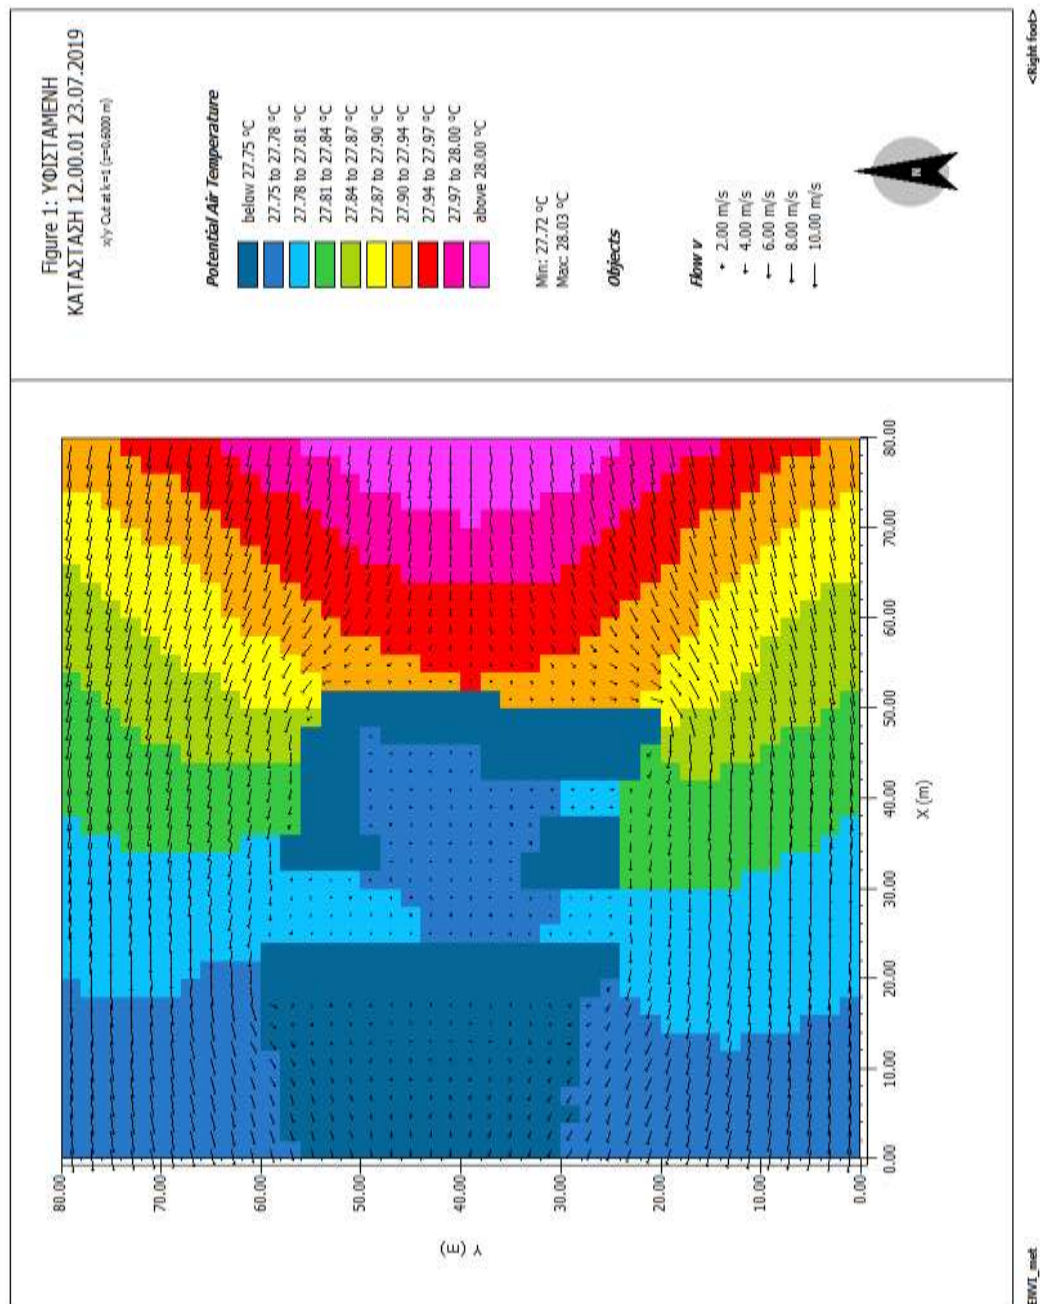 Figure 1: ΥΦΙΣΤΑΜΕΝΗ
ΚΑΤΑΣΤΑΣΗ 12.00.01 23.07.2019
x/y Cut at k=1 (z=0.6000 m)
Potential Air Temperature
below 27.75 °C
27.75 to 27.78 °C
27.78 to 27.81 °C
27.81 to 27.84 °C
27.84 to 27.87 °C
27.87 to 27.90 °C
27.90 to 27.94 °C
27.94 to 27.97 °C
27.97 to 28.00 °C
above 28.00 °C
Min: 27.72 °C
Max: 28.03 °C
Objects
Flow v
2.00 m/s
4.00 m/s
6.00 m/s
8.00 m/s
10.00 m/s
N
80.00
70.00
60.00
50.00
40.00
30.00
20.00
10.00
0.00
Y (m)
0.00
10.00
20.00
30.00
40.00
50.00
60.00
70.00
80.00
X (m)
ENVI_met
<Right foot>